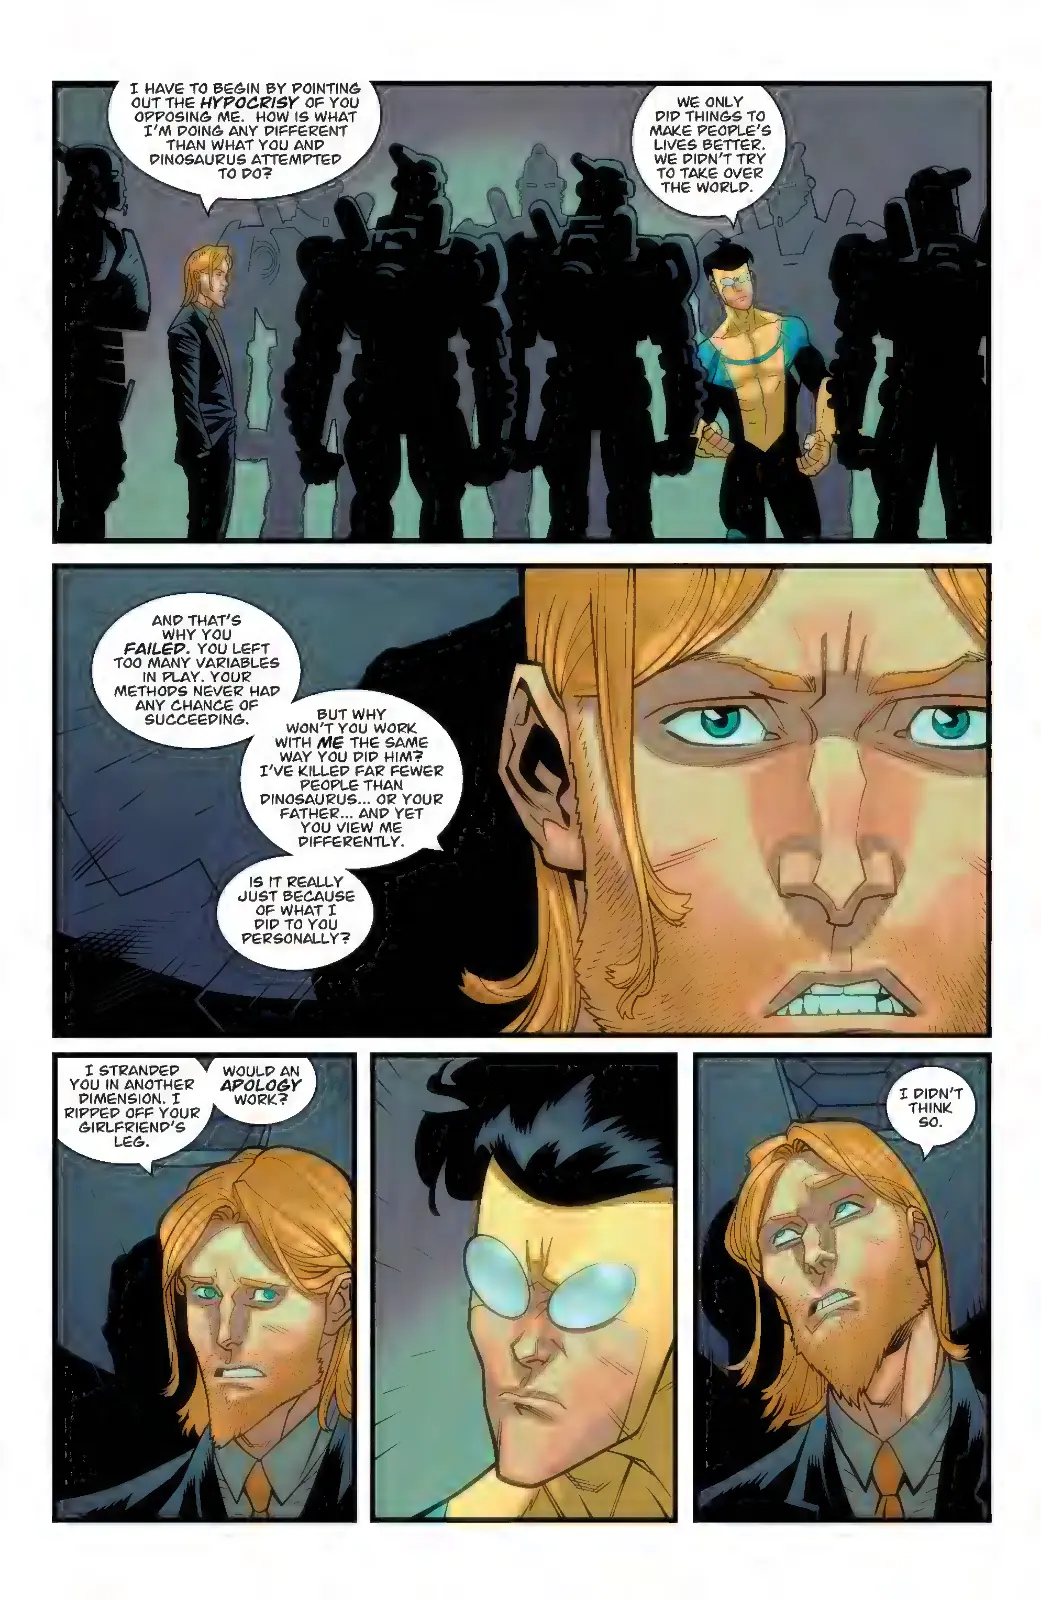 I HAVE TO BEGIN BY POINTING
OUT THE HYPOCRISY OF YOU
OPPOSING ME. HOW IS WHAT
I'M DOING ANY DIFFERENT
THAN WHAT YOU AND
DINOSAURUS ATTEMPTED
TO DO?
WE ONLY
DID THINGS TO
MAKE PEOPLE'S
LIVES BETTER.
WE DIDN'T TRY
TO TAKE OVER
THE WORLD.
AND THAT'S
WHY YOU
FAILED. YOU LEFT
TOO MANY VARIABLES
IN PLAY. YOUR
METHODS NEVER HAD
ANY CHANCE OF
SUCCEEDING.
BUT WHY
WON'T YOU WORK
WITH ME THE SAME
WAY YOU DID HIM?
I'VE KILLED FAR FEWER
PEOPLE THAN
DINOSAURUS... OR YOUR
FATHER... AND YET
YOU VIEW ME
DIFFERENTLY.
IS IT REALLY
JUST BECAUSE
OF WHAT I
DID TO YOU
PERSONALLY?
I STRANDED
YOU IN ANOTHER
DIMENSION. I
RIPPED OFF YOUR
GIRLFRIEND'S
LEG.
WOULD AN
APOLOGY
WORK?
I DIDN'T
THINK
SO.